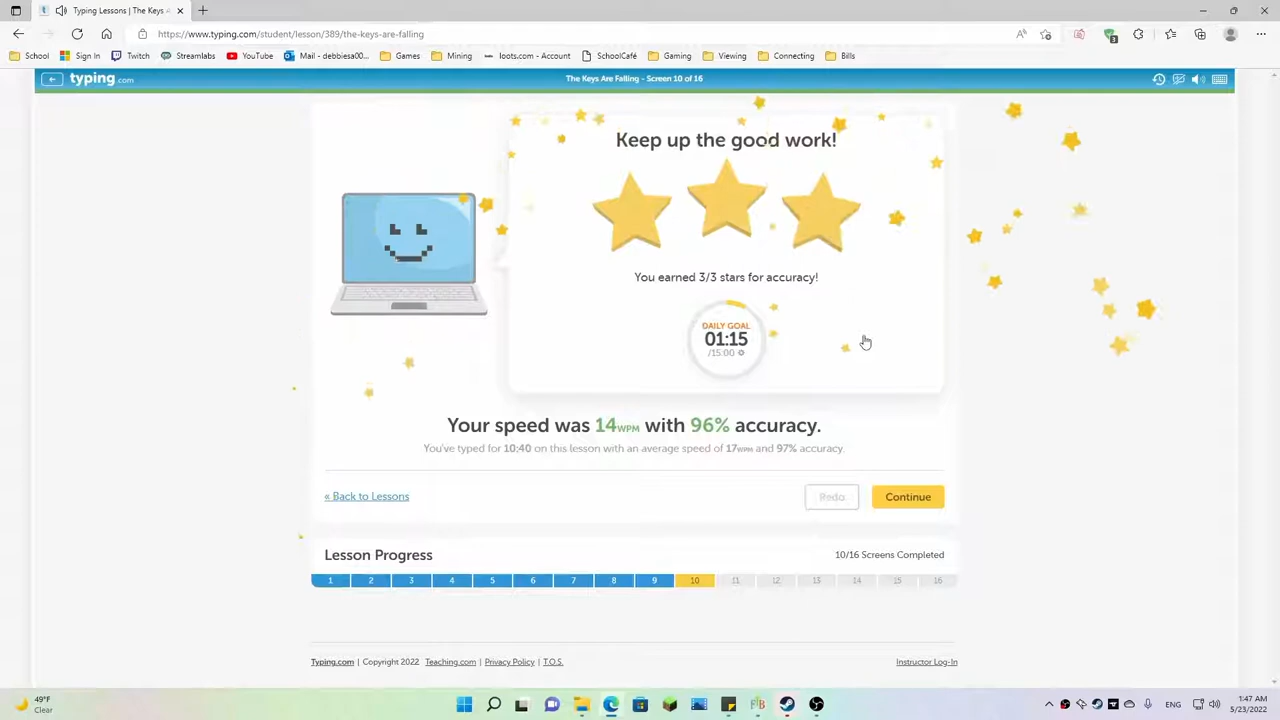 Typing Lessons | The Keys A
https://www.typing.com/student/lesson/389/the-keys-are-falling
School Sign In Twitch Streamlabs YouTube Mail - debbiesa00... Games Mining loots.com - Account SchoolCafé Gaming Viewing Connecting Bills
typing.com
The Keys Are Falling - Screen 10 of 16
Keep up the good work!
You earned 3/3 stars for accuracy!
DAILY GOAL
01:15
/15:00
Your speed was 14WPM with 96% accuracy.
You've typed for 10:40 on this lesson with an average speed of 17WPM and 97% accuracy.
« Back to Lessons
Redo
Continue
Lesson Progress
10/16 Screens Completed
1 2 3 4 5 6 7 8 9 10 11 12 13 14 15 16
Typing.com | Copyright 2022 Teaching.com | Privacy Policy | T.O.S.
Instructor Log-In
49°F
Clear
ENG
1:47 AM
5/23/2022